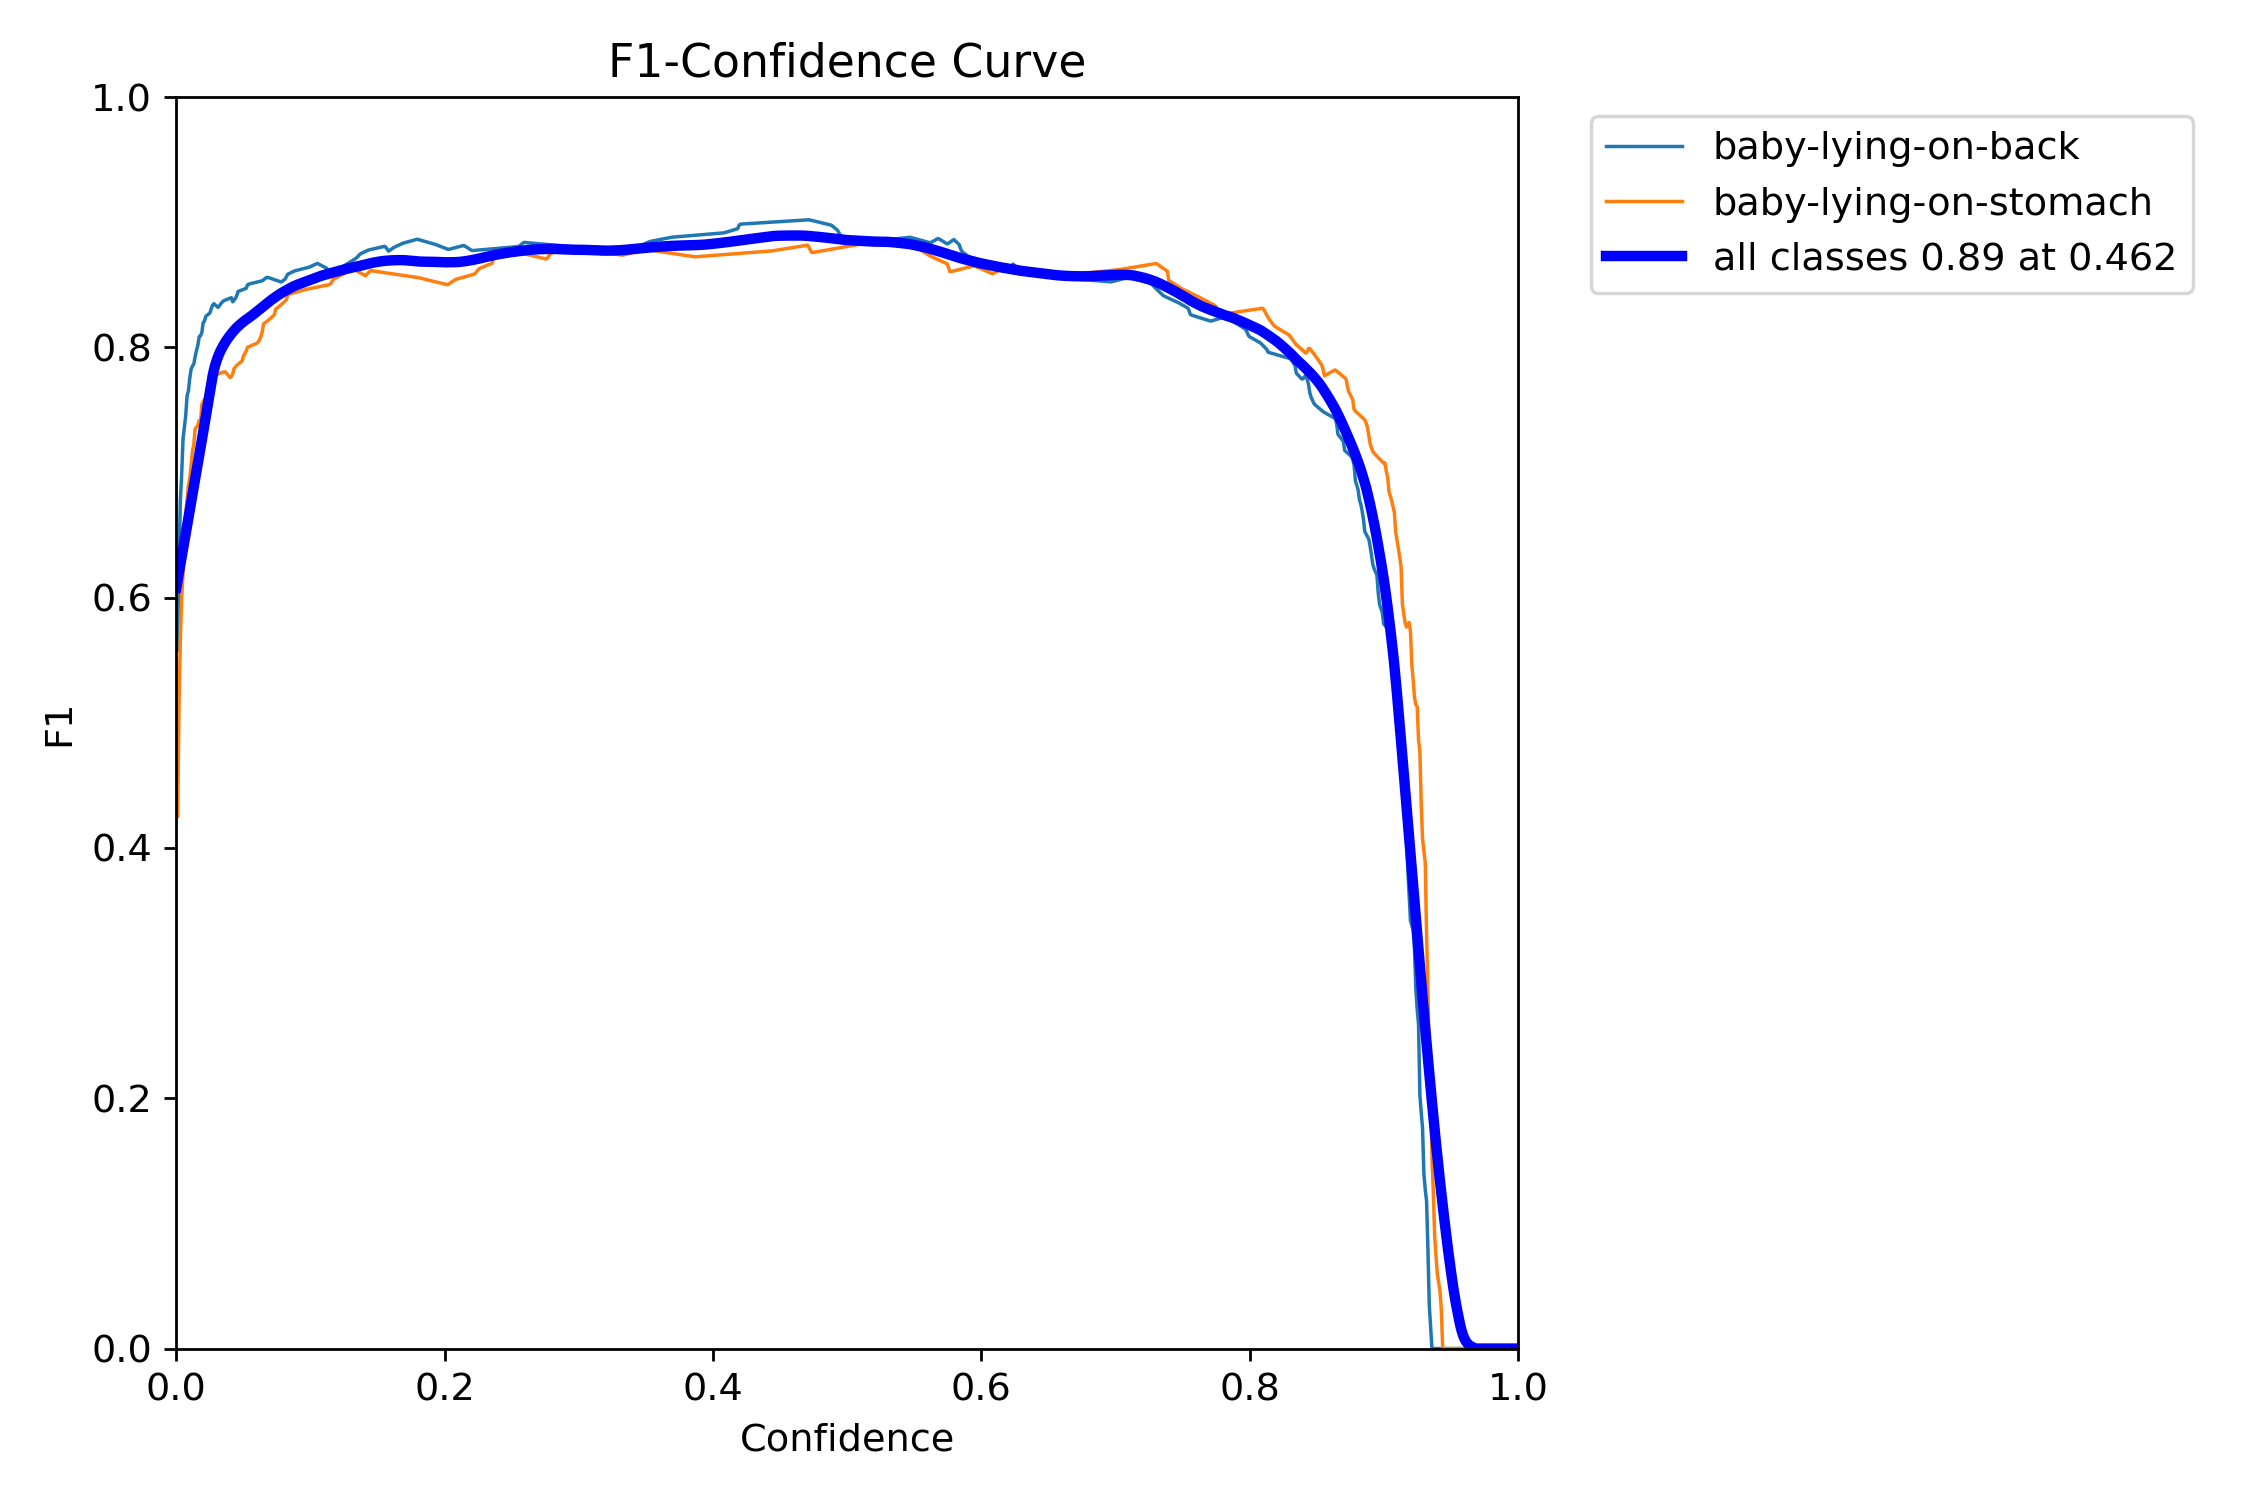 F1-Confidence Curve
baby-lying-on-back
baby-lying-on-stomach
all classes 0.89 at 0.462
1.0
0.8
0.6
0.4
0.2
0.0
F1
0.0 0.2 0.4 0.6 0.8 1.0
Confidence